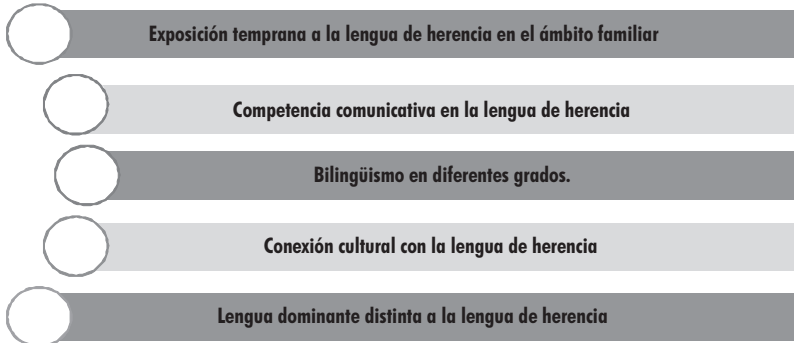 Exposición temprana a la lengua de herencia en el ámbito familiar
Competencia comunicativa en la lengua de herencia
Bilingüismo en diferentes grados.
Conexión cultural con la lengua de herencia
Lengua dominante distinta a la lengua de herencia